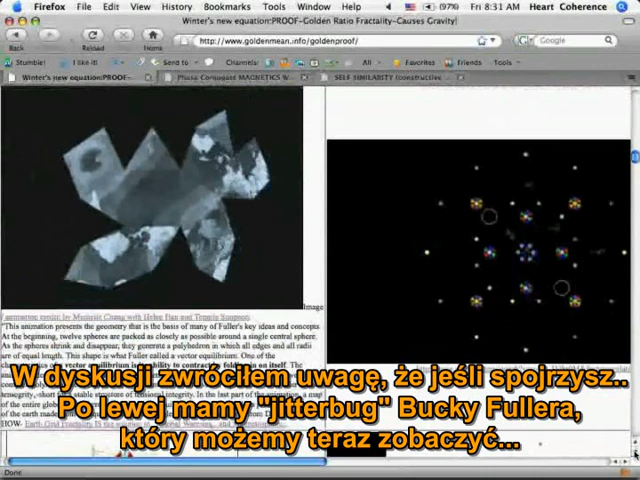 Firefox File Edit View History Bookmarks Tools Window Help (97%) Fri 8:31 AM Heart Coherence
Winter's new equation:PROOF-Golden Ratio Fractality-Causes Gravity!
Back Reload Home http://www.goldenmean.info/goldenproof/ Google
Stumble! I like it! Send to Channels: All Favorites Friends Tools
Winter's new equation:PROOF- Phase Conjugate MAGNETICS W SELF SIMILARITY (constructive
Image
/ animation render by
"This animation presents the geometry that is the basis of many of Fuller's key ideas and concepts
At the beginning, twelve spheres are packed as closely as possible around a single central sphere.
As the spheres shrink and disappear, they generate a polyhedron in which all edges and all radii
are of equal length. This shape is what Fuller called a vector equilibrium. One of the
W dyskusji zwróciłem uwagę, że jeśli spojrzysz..
Po lewej mamy "Jitterbug" Bucky Fullera,
który możemy teraz zobaczyć...
Done